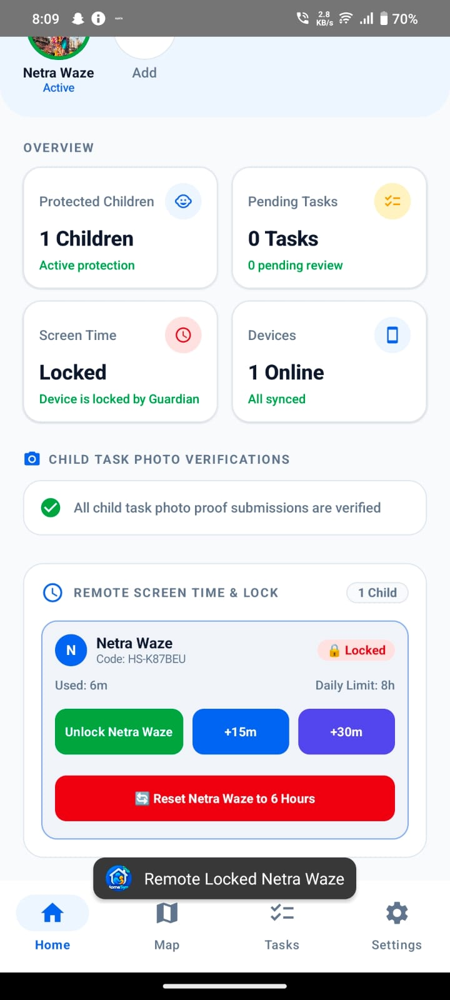 8:09
2.8
KB/s
70%
Netra Waze
Active
Add
OVERVIEW
Protected Children
1 Children
Active protection
Pending Tasks
0 Tasks
0 pending review
Screen Time
Locked
Device is locked by Guardian
Devices
1 Online
All synced
CHILD TASK PHOTO VERIFICATIONS
All child task photo proof submissions are verified
REMOTE SCREEN TIME & LOCK
1 Child
N
Netra Waze
Code: HS-K87BEU
🔒 Locked
Used: 6m
Daily Limit: 8h
Unlock Netra Waze
+15m
+30m
🔄 Reset Netra Waze to 6 Hours
Remote Locked Netra Waze
Home
Map
Tasks
Settings